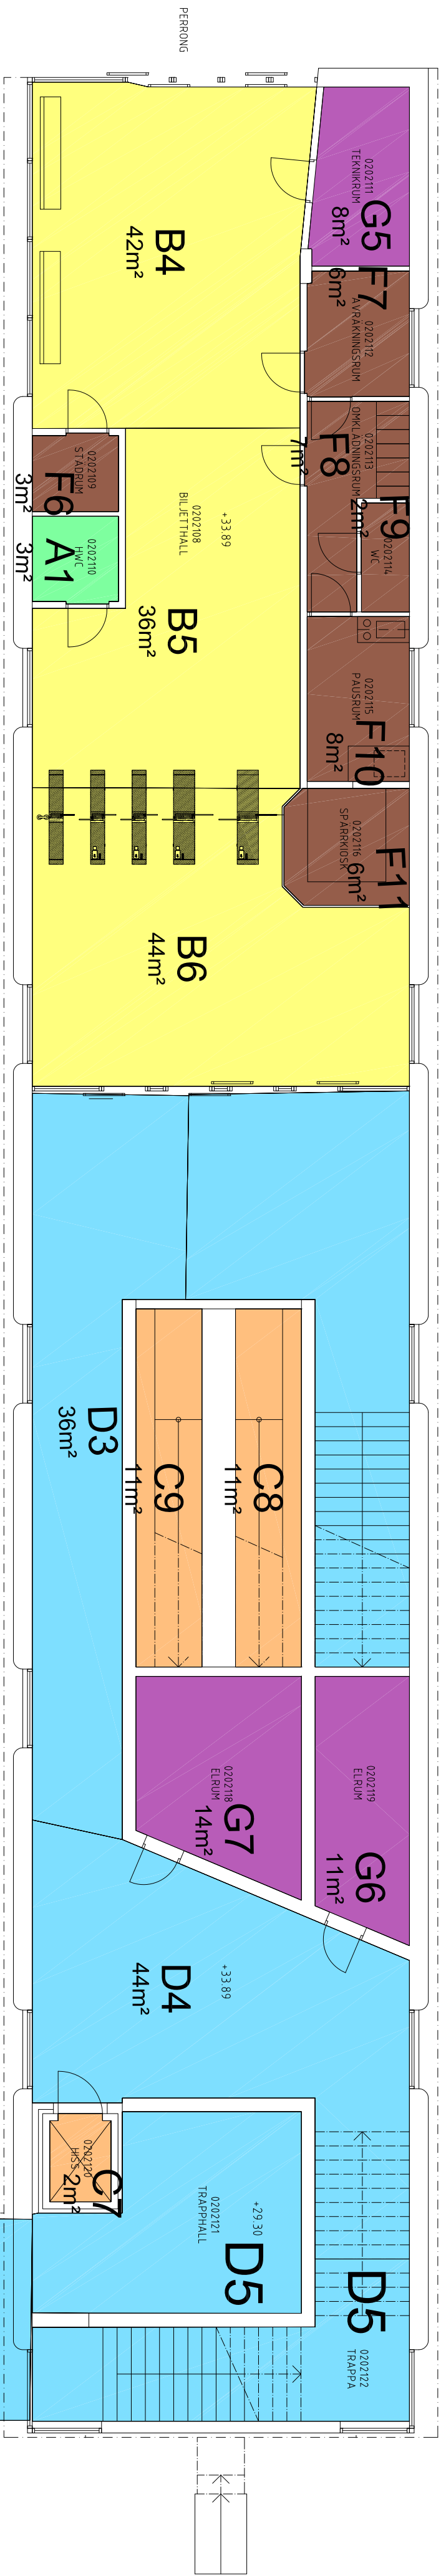 PERRONG
0202111
TEKNIKRUM
G5
8m²
F7
6m²
0202112
AVRÄKNINGSRUM
B4
42m²
0202113
OMKLÄDNINGSRUM
F8
7m²
F9
2m²
0202114
WC
0202109
STÄDRUM
F6
3m²
0202110
HWC
A1
3m²
+33.89
0202108
BILJETTHALL
B5
36m²
0202115
PAUSRUM
F10
8m²
0202116
SPÄRRKIOSK
F11
6m²
B6
44m²
D3
36m²
C9
11m²
C8
11m²
0202118
ELRUM
G7
14m²
0202119
ELRUM
G6
11m²
+33.89
D4
44m²
0202120
HISS
C7
2m²
+29.30
0202121
TRAPPHALL
D5
D5
0202122
TRAPPA